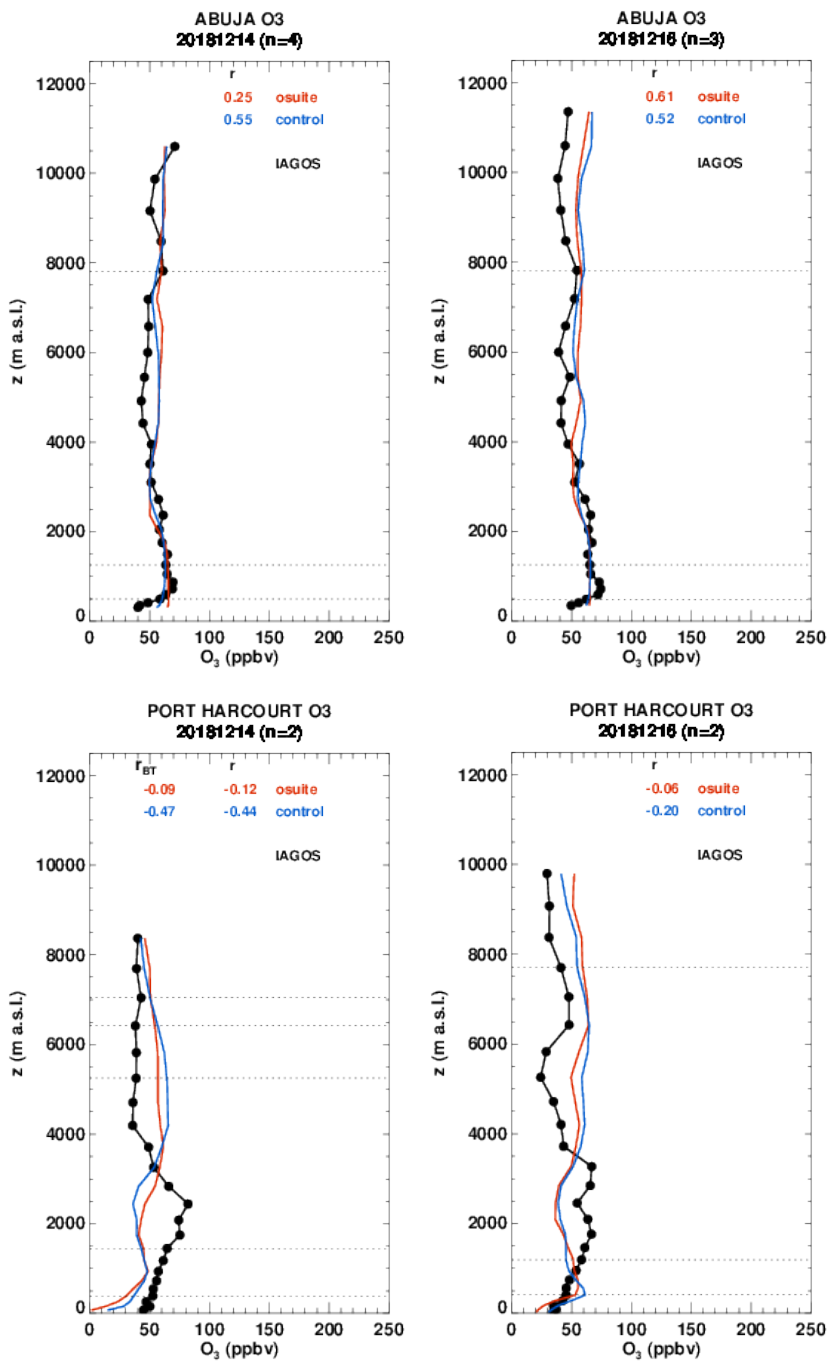 ABUJA O3
20181214 (n=4)
r
0.25 osuite
0.55 control
IAGOS
12000
10000
8000
6000
4000
2000
0
z (m a.s.l.)
0 50 100 150 200 250
O3 (ppbv)
ABUJA O3
20181216 (n=3)
r
0.61 osuite
0.52 control
IAGOS
12000
10000
8000
6000
4000
2000
0
z (m a.s.l.)
0 50 100 150 200 250
O3 (ppbv)
PORT HARCOURT O3
20181214 (n=2)
rBT r
-0.09 -0.12 osuite
-0.47 -0.44 control
IAGOS
12000
10000
8000
6000
4000
2000
0
z (m a.s.l.)
0 50 100 150 200 250
O3 (ppbv)
PORT HARCOURT O3
20181216 (n=2)
r
-0.06 osuite
-0.20 control
IAGOS
12000
10000
8000
6000
4000
2000
0
z (m a.s.l.)
0 50 100 150 200 250
O3 (ppbv)